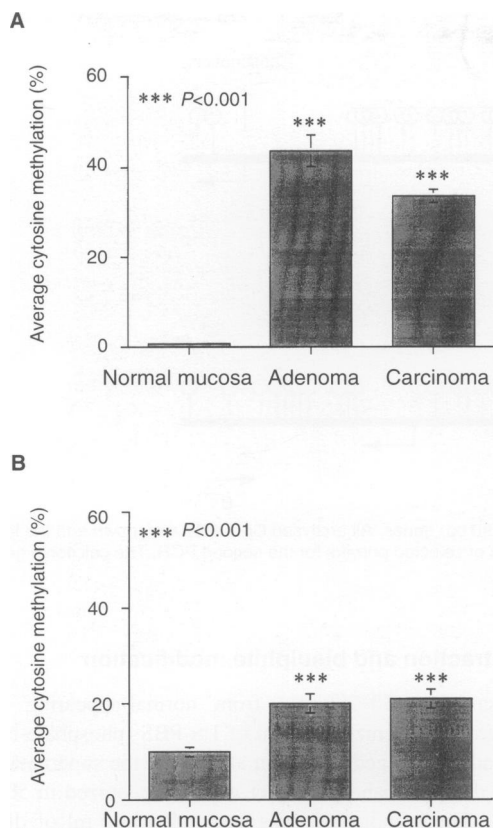 A
Average cytosine methylation (%)
60
40
20
0
*** P<0.001
***
***
Normal mucosa Adenoma Carcinoma
B
Average cytosine methylation (%)
60
40
20
0
*** P<0.001
***
***
Normal mucosa Adenoma Carcinoma